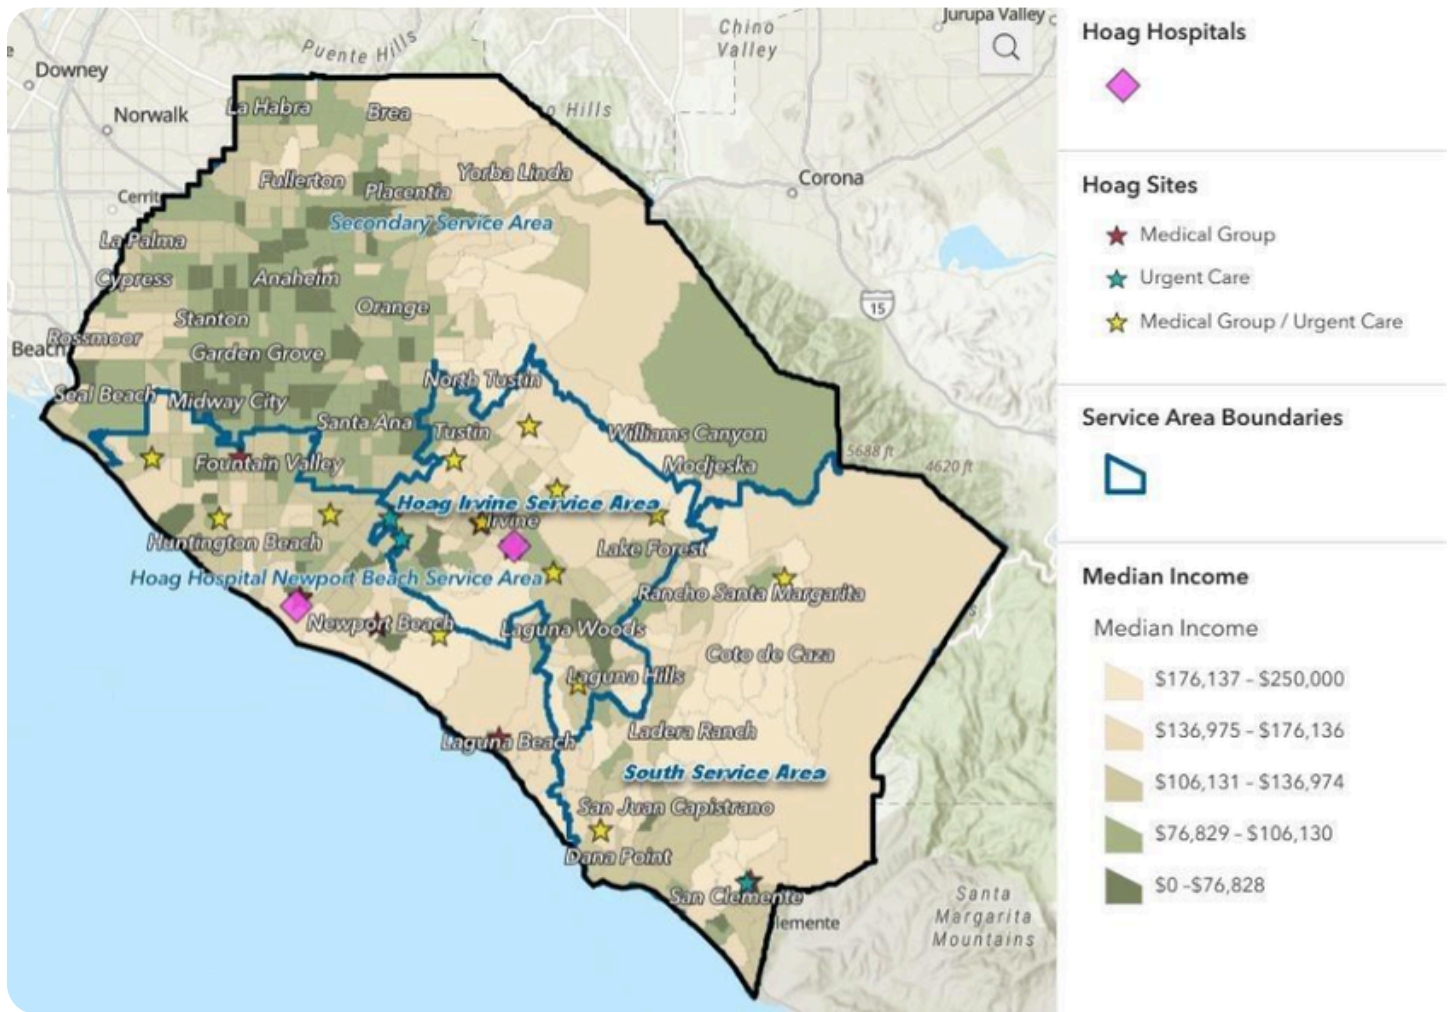 Jurupa Valley
Chino
Valley
Puente Hills
Downey
Norwalk
La Habra
Brea
o Hills
Corona
Cerrit
Fullerton
Placentia
Yorba Linda
Secondary Service Area
La Palma
Cypress
Anaheim
Orange
15
Stanton
Rossmoor
Beach
Garden Grove
North Tustin
Seal Beach
Midway City
Santa Ana
Tustin
Williams Canyon
5688 ft
4620 ft
Fountain Valley
Modjeska
Hoag Irvine Service Area
Irvine
Huntington Beach
Lake Forest
Hoag Hospital Newport Beach Service Area
Rancho Santa Margarita
Newport Beach
Laguna Woods
Coto de Caza
Laguna Hills
Laguna Beach
Ladera Ranch
South Service Area
San Juan Capistrano
Dana Point
San Clemente
lemente
Santa
Margarita
Mountains
Hoag Hospitals
Hoag Sites
Medical Group
Urgent Care
Medical Group / Urgent Care
Service Area Boundaries
Median Income
Median Income
$176,137 - $250,000
$136,975 - $176,136
$106,131 - $136,974
$76,829 - $106,130
$0 -$76,828